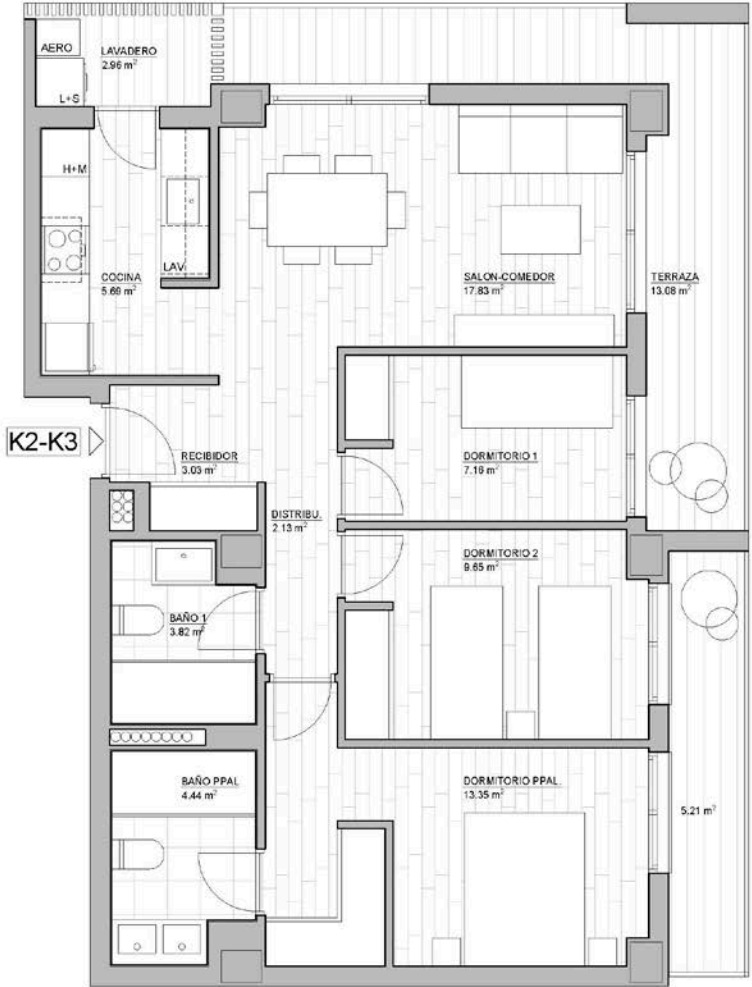 AERO
LAVADERO
2.96 m²
L+S
H+M
COCINA
5.69 m²
LAV
SALON-COMEDOR
17.83 m²
TERRAZA
13.08 m²
K2-K3
RECIBIDOR
3.03 m²
DORMITORIO 1
7.16 m²
DISTRIBU.
2.13 m²
DORMITORIO 2
9.65 m²
BAÑO 1
3.82 m²
BAÑO PPAL
4.44 m²
DORMITORIO PPAL.
13.35 m²
5.21 m²